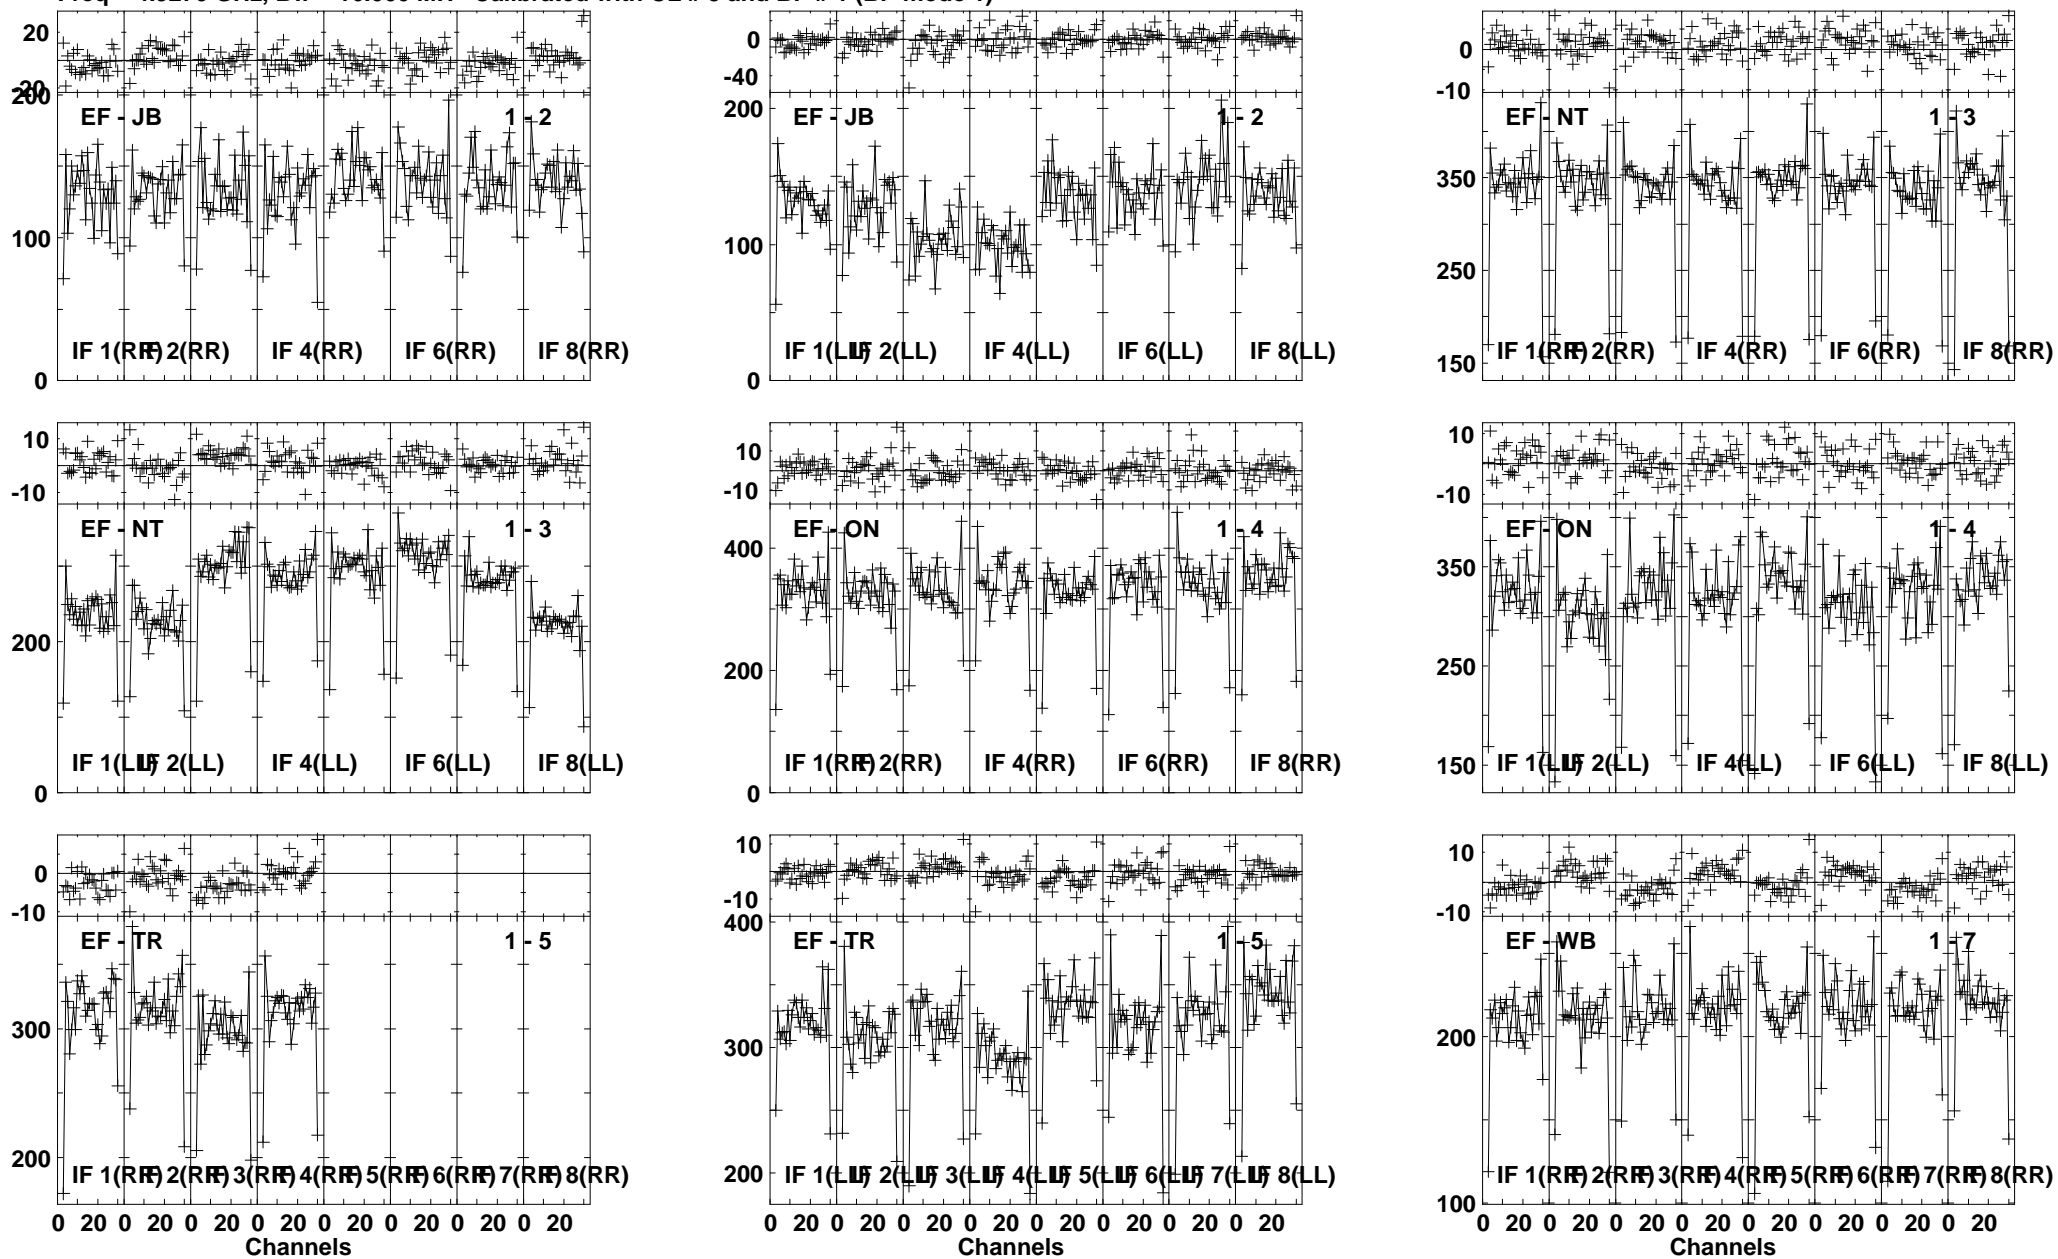 20
20
200
EF - JB 1 - 2
100
IF 1(RR) IF 2(RR) IF 4(RR) IF 6(RR) IF 8(RR)
0
0
-40
200
EF - JB 1 - 2
100
IF 1(LL) IF 2(LL) IF 4(LL) IF 6(LL) IF 8(LL)
0
0
-10
EF - NT 1 - 3
350
250
IF 1(RR) IF 2(RR) IF 4(RR) IF 6(RR) IF 8(RR)
150
10
-10
EF - NT 1 - 3
200
IF 1(LL) IF 2(LL) IF 4(LL) IF 6(LL) IF 8(LL)
0
10
-10
EF - ON 1 - 4
400
200
IF 1(RR) IF 2(RR) IF 4(RR) IF 6(RR) IF 8(RR)
0
10
-10
EF - ON 1 - 4
350
250
IF 1(LL) IF 2(LL) IF 4(LL) IF 6(LL) IF 8(LL)
150
0
-10
EF - TR 1 - 5
300
200
IF 1(RR) IF 2(RR) IF 3(RR) IF 4(RR) IF 5(RR) IF 6(RR) IF 7(RR) IF 8(RR)
0 20 0 20 0 20 0 20 0 20 0 20 0 20 0 20
Channels
10
-10
400
EF - TR 1 - 5
300
200
IF 1(LL) IF 2(LL) IF 3(LL) IF 4(LL) IF 5(LL) IF 6(LL) IF 7(LL) IF 8(LL)
0 20 0 20 0 20 0 20 0 20 0 20 0 20 0 20
Channels
10
-10
EF - WB 1 - 7
200
IF 1(RR) IF 2(RR) IF 3(RR) IF 4(RR) IF 5(RR) IF 6(RR) IF 7(RR) IF 8(RR)
100
0 20 0 20 0 20 0 20 0 20 0 20 0 20 0 20
Channels